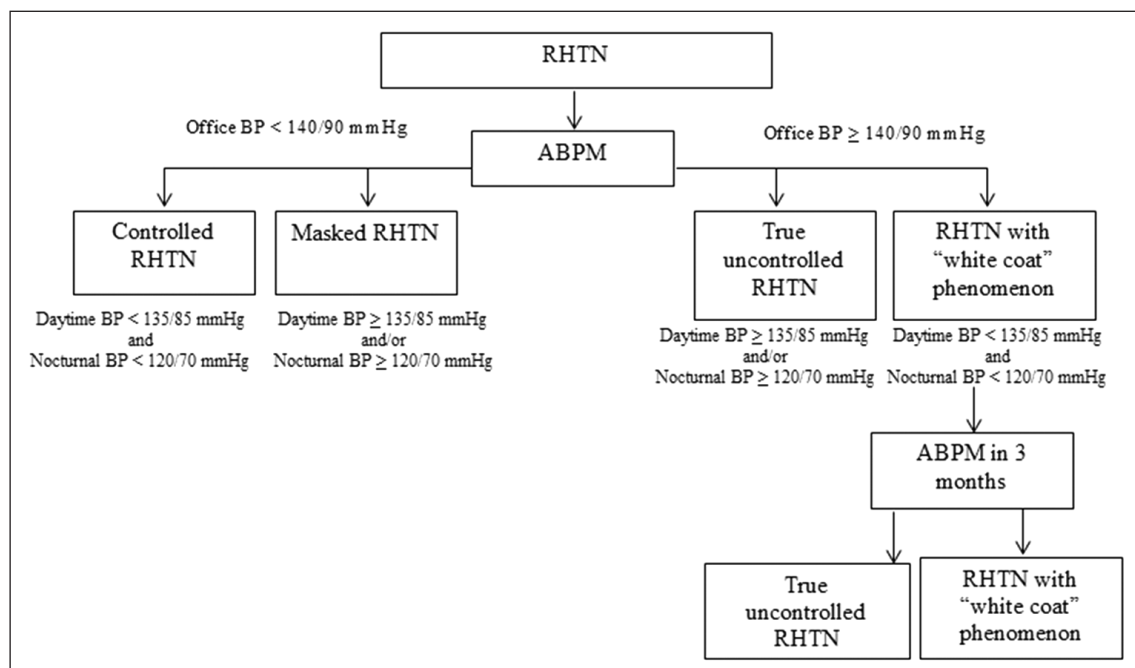 RHTN
Office BP < 140/90 mmHg
Office BP ≥ 140/90 mmHg
ABPM
Controlled
RHTN
Masked RHTN
True
uncontrolled
RHTN
RHTN with
“white coat”
phenomenon
Daytime BP < 135/85 mmHg
and
Nocturnal BP < 120/70 mmHg
Daytime BP ≥ 135/85 mmHg
and/or
Nocturnal BP ≥ 120/70 mmHg
Daytime BP ≥ 135/85 mmHg
and/or
Nocturnal BP ≥ 120/70 mmHg
Daytime BP < 135/85 mmHg
and
Nocturnal BP < 120/70 mmHg
ABPM in 3
months
True
uncontrolled
RHTN
RHTN with
“white coat”
phenomenon